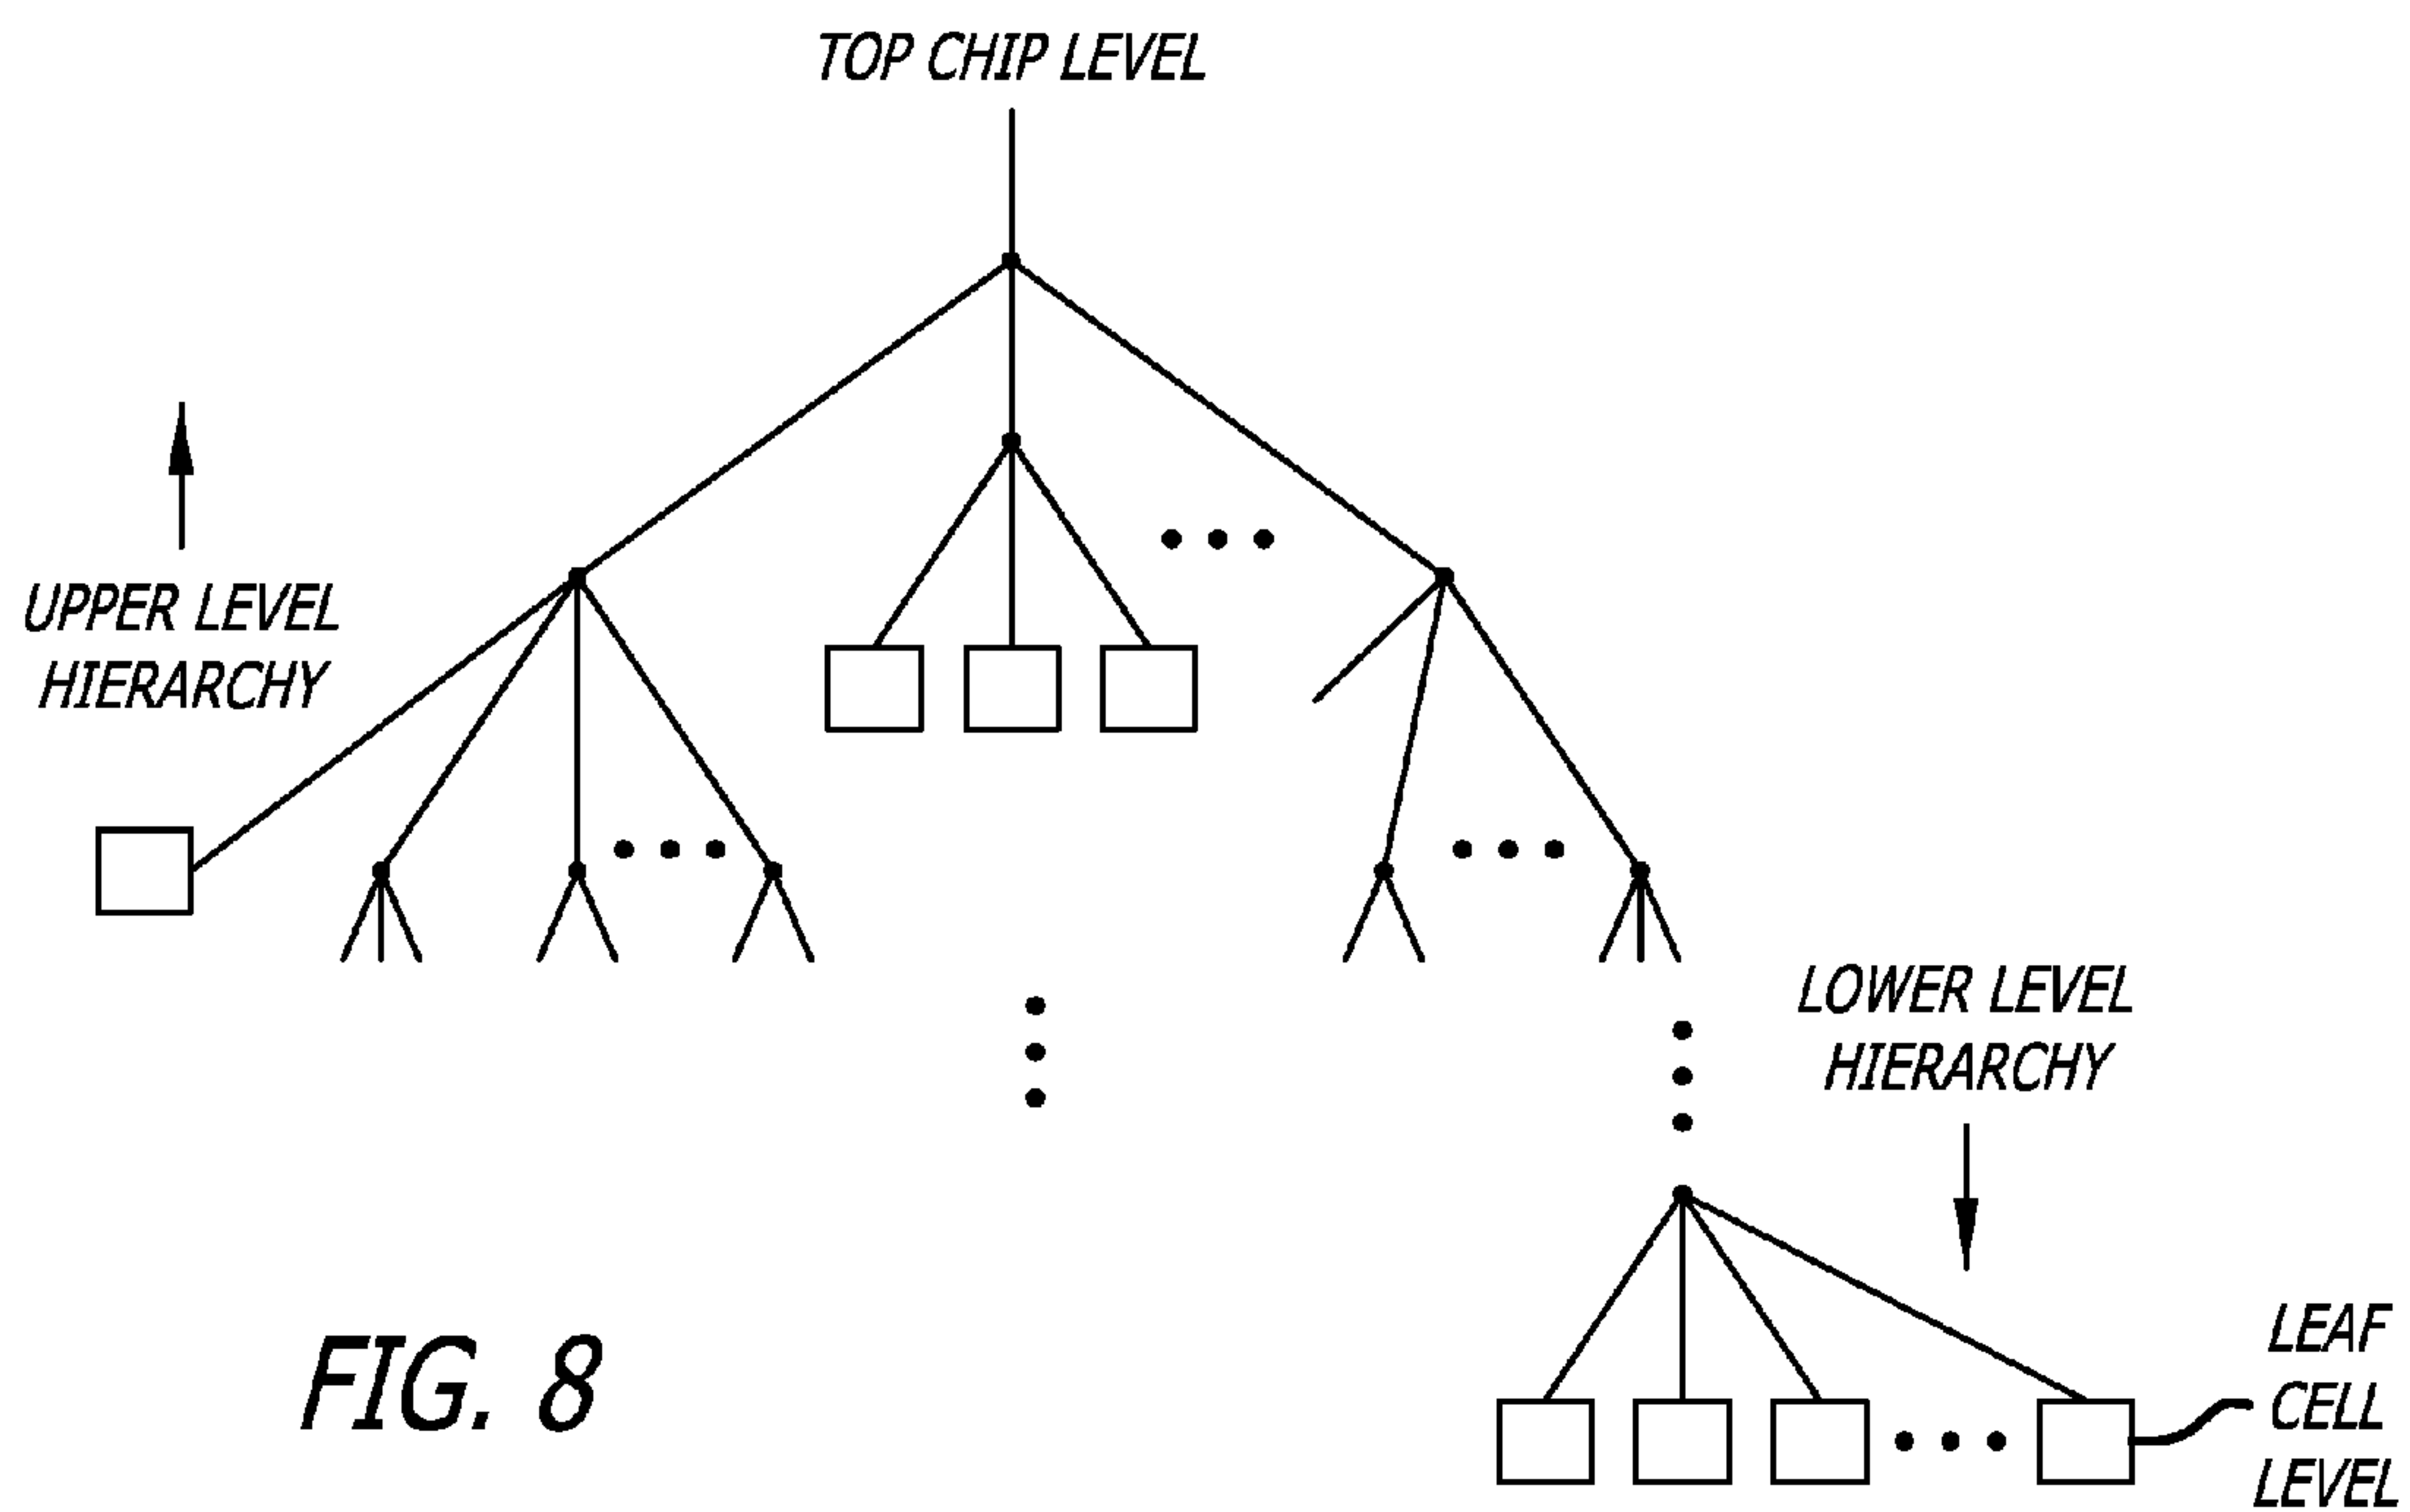 TOP CHIP LEVEL
UPPER LEVEL
HIERARCHY
LOWER LEVEL
HIERARCHY
LEAF
CELL
LEVEL
FIG. 8